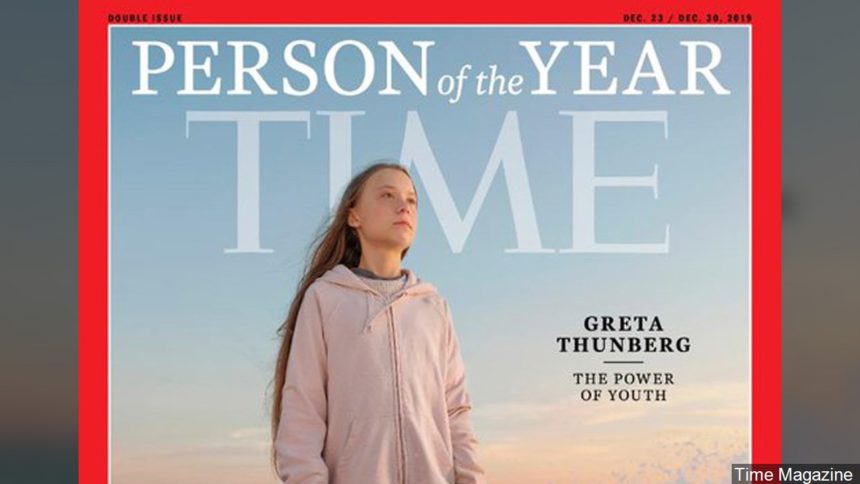 DOUBLE ISSUE
DEC. 23 / DEC. 30, 2019
PERSON of the YEAR
TIME
GRETA
THUNBERG
THE POWER
OF YOUTH
Time Magazine